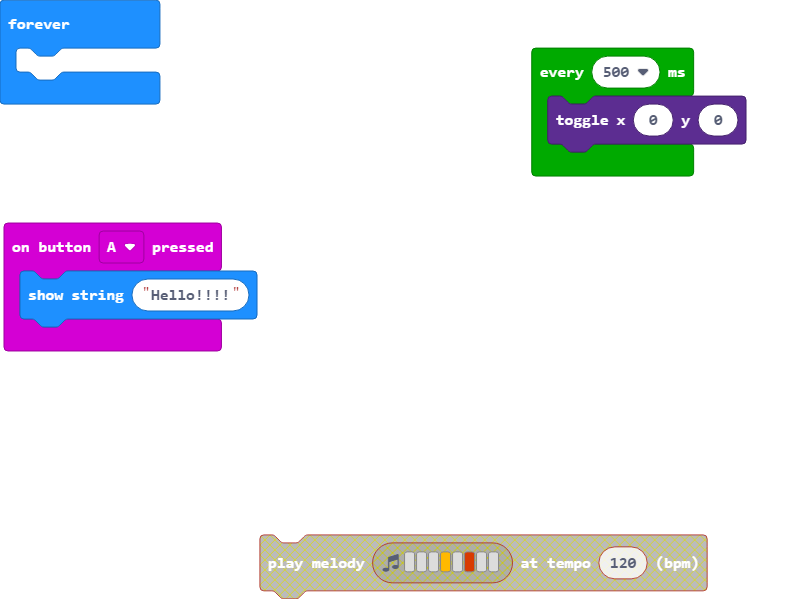 forever
every 500 ms
toggle x 0 y 0
on button A pressed
show string "Hello!!!!"
play melody at tempo 120 (bpm)